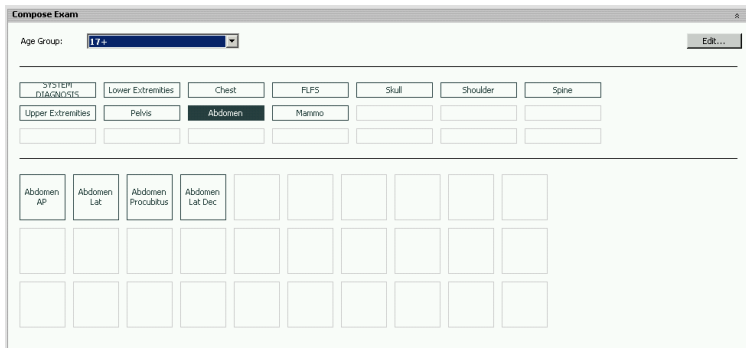 Compose Exam
Age Group:
17+
Edit...
SYSTEM
DIAGNOSIS
Lower Extremities
Chest
FLFS
Skull
Shoulder
Spine
Upper Extremities
Pelvis
Abdomen
Mammo
Abdomen
AP
Abdomen
Lat
Abdomen
Procubitus
Abdomen
Lat Dec